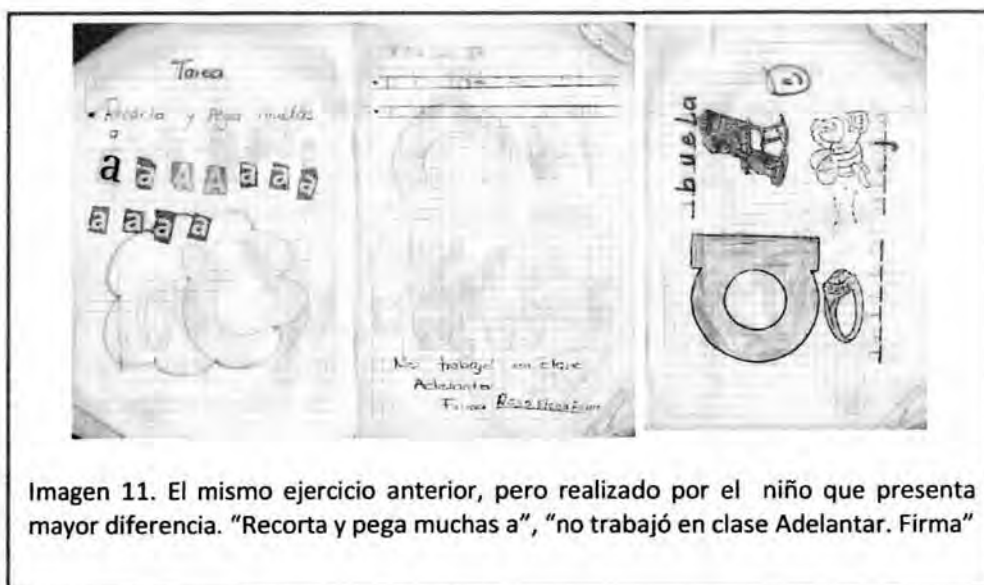 Tarea
• Recorta y Pega muchas
a
a a A A a a a
a a a a
No trabajó en clase
Adelantar
Firma
buela
Imagen 11. El mismo ejercicio anterior, pero realizado por el niño que presenta
mayor diferencia. “Recorta y pega muchas a”, “no trabajó en clase Adelantar. Firma”